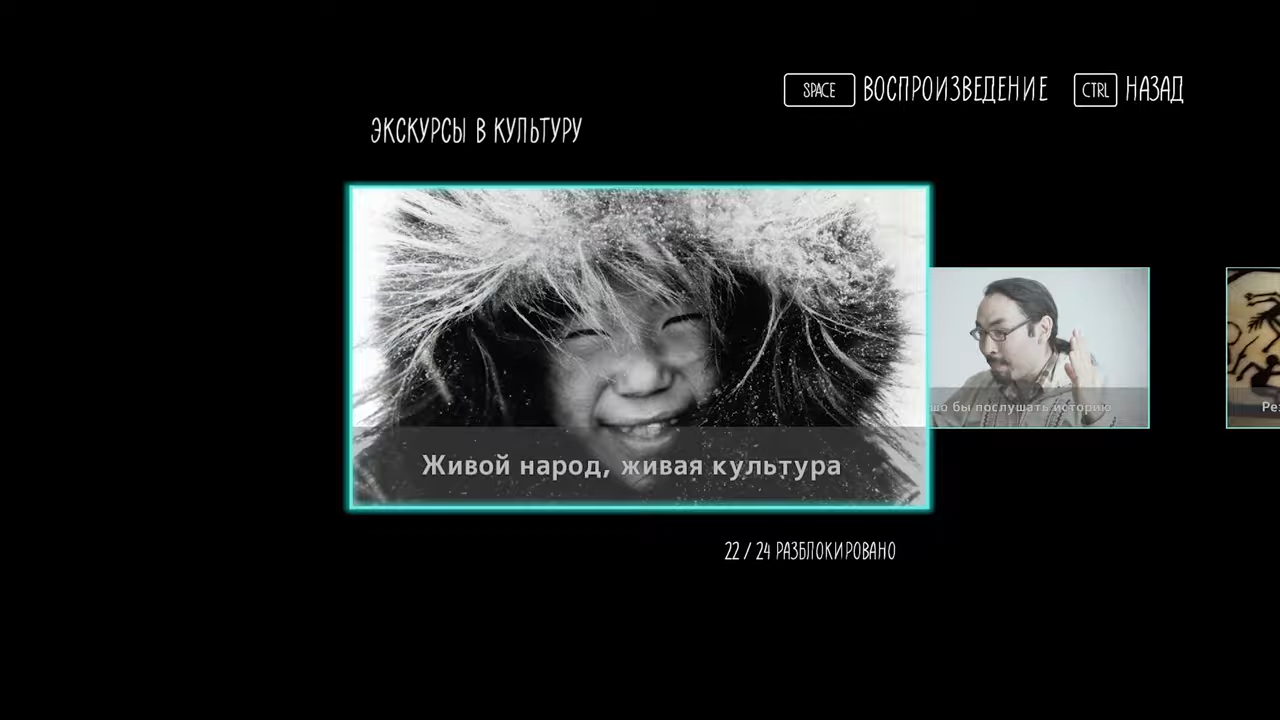 SPACE ВОСПРОИЗВЕДЕНИЕ CTRL НАЗАД
ЭКСКУРСЫ В КУЛЬТУРУ
Живой народ, живая культура
бы послушать историю
22 / 24 РАЗБЛОКИРОВАНО